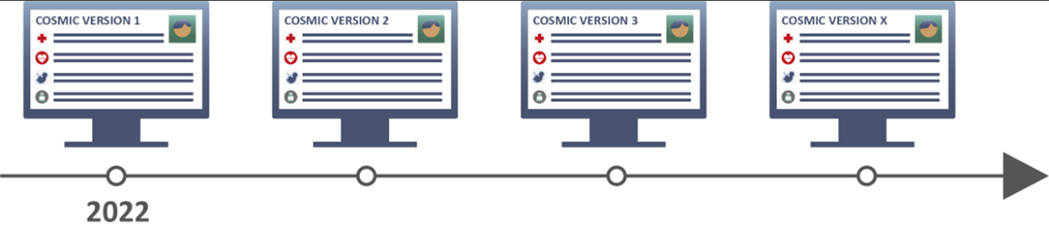 COSMIC VERSION 1
COSMIC VERSION 2
COSMIC VERSION 3
COSMIC VERSION X
2022